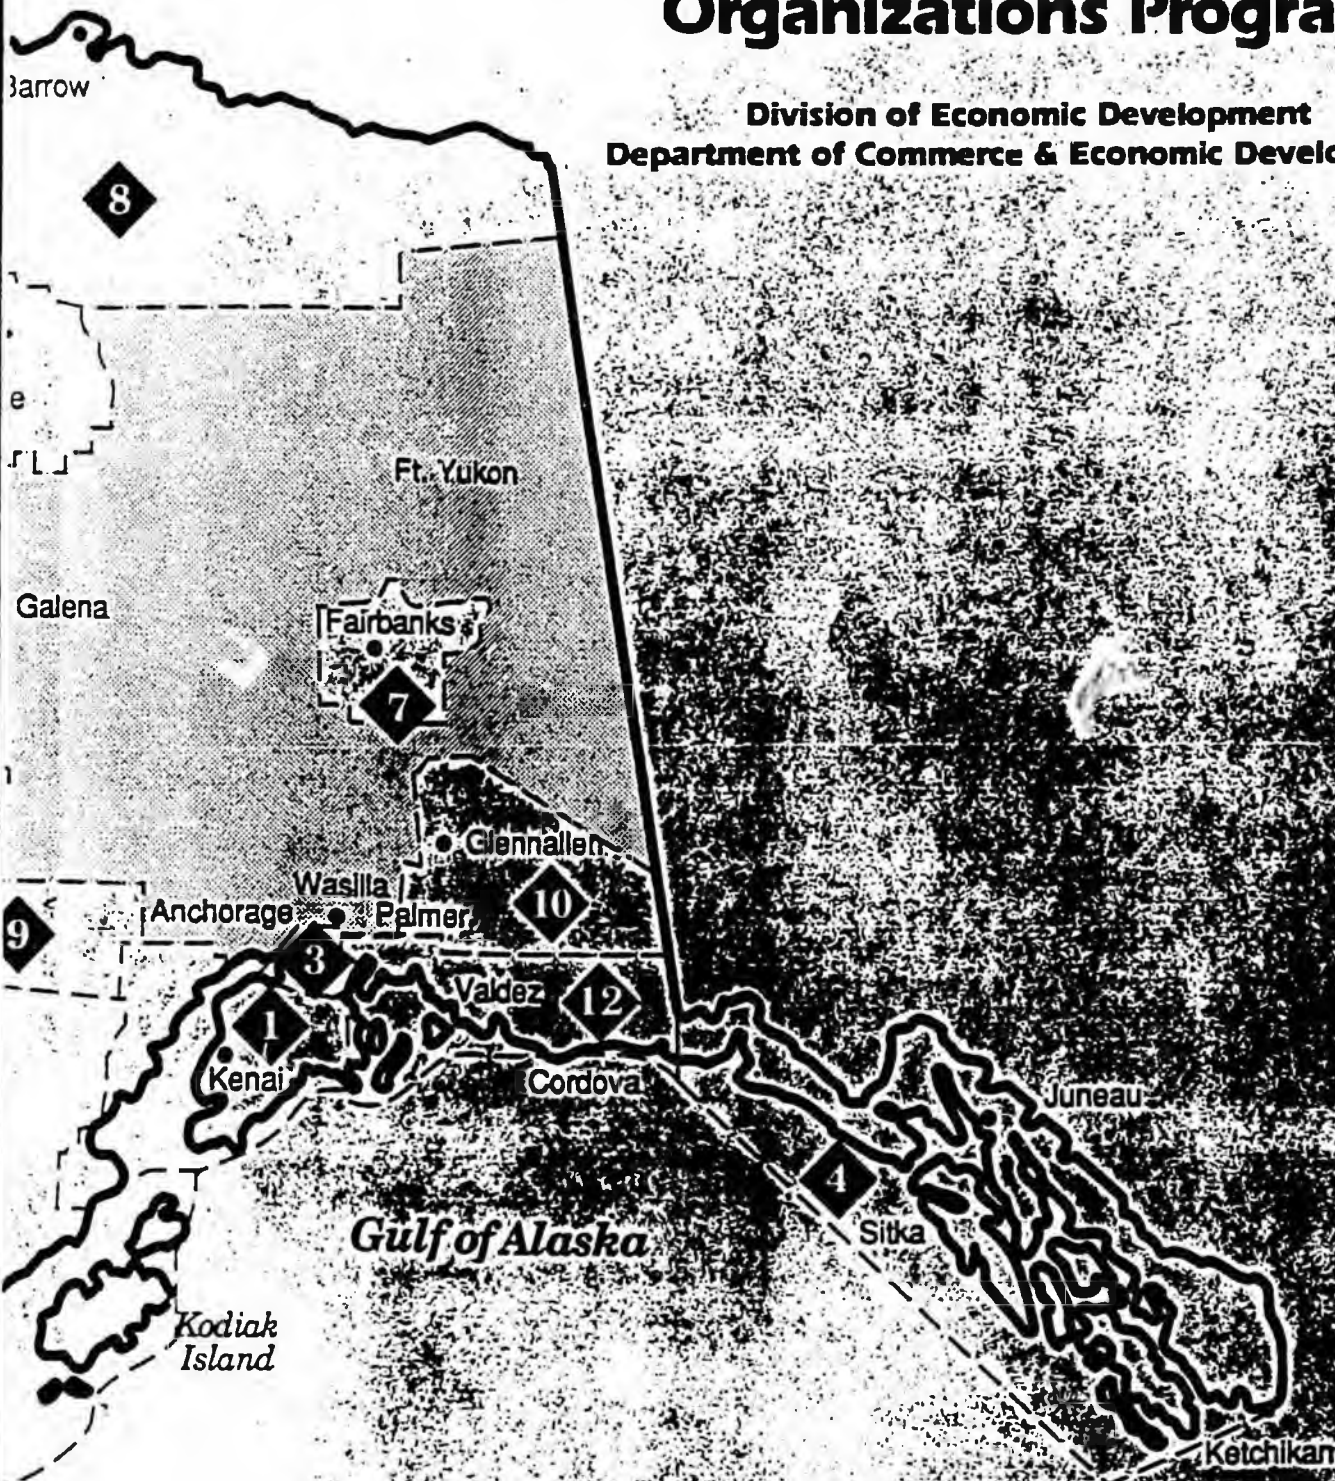 Organizations Progra
Division of Economic Development
Department of Commerce & Economic Develo
Barrow
8
e
Ft. Yukon
Galena
Fairbanks
7
Glennallen
Wasilla
10
Anchorage
Palmer
9
3
Valdez
12
1
Kenai
Cordova
Juneau
4
Sitka
Gulf of Alaska
Kodiak
Island
Ketchikan